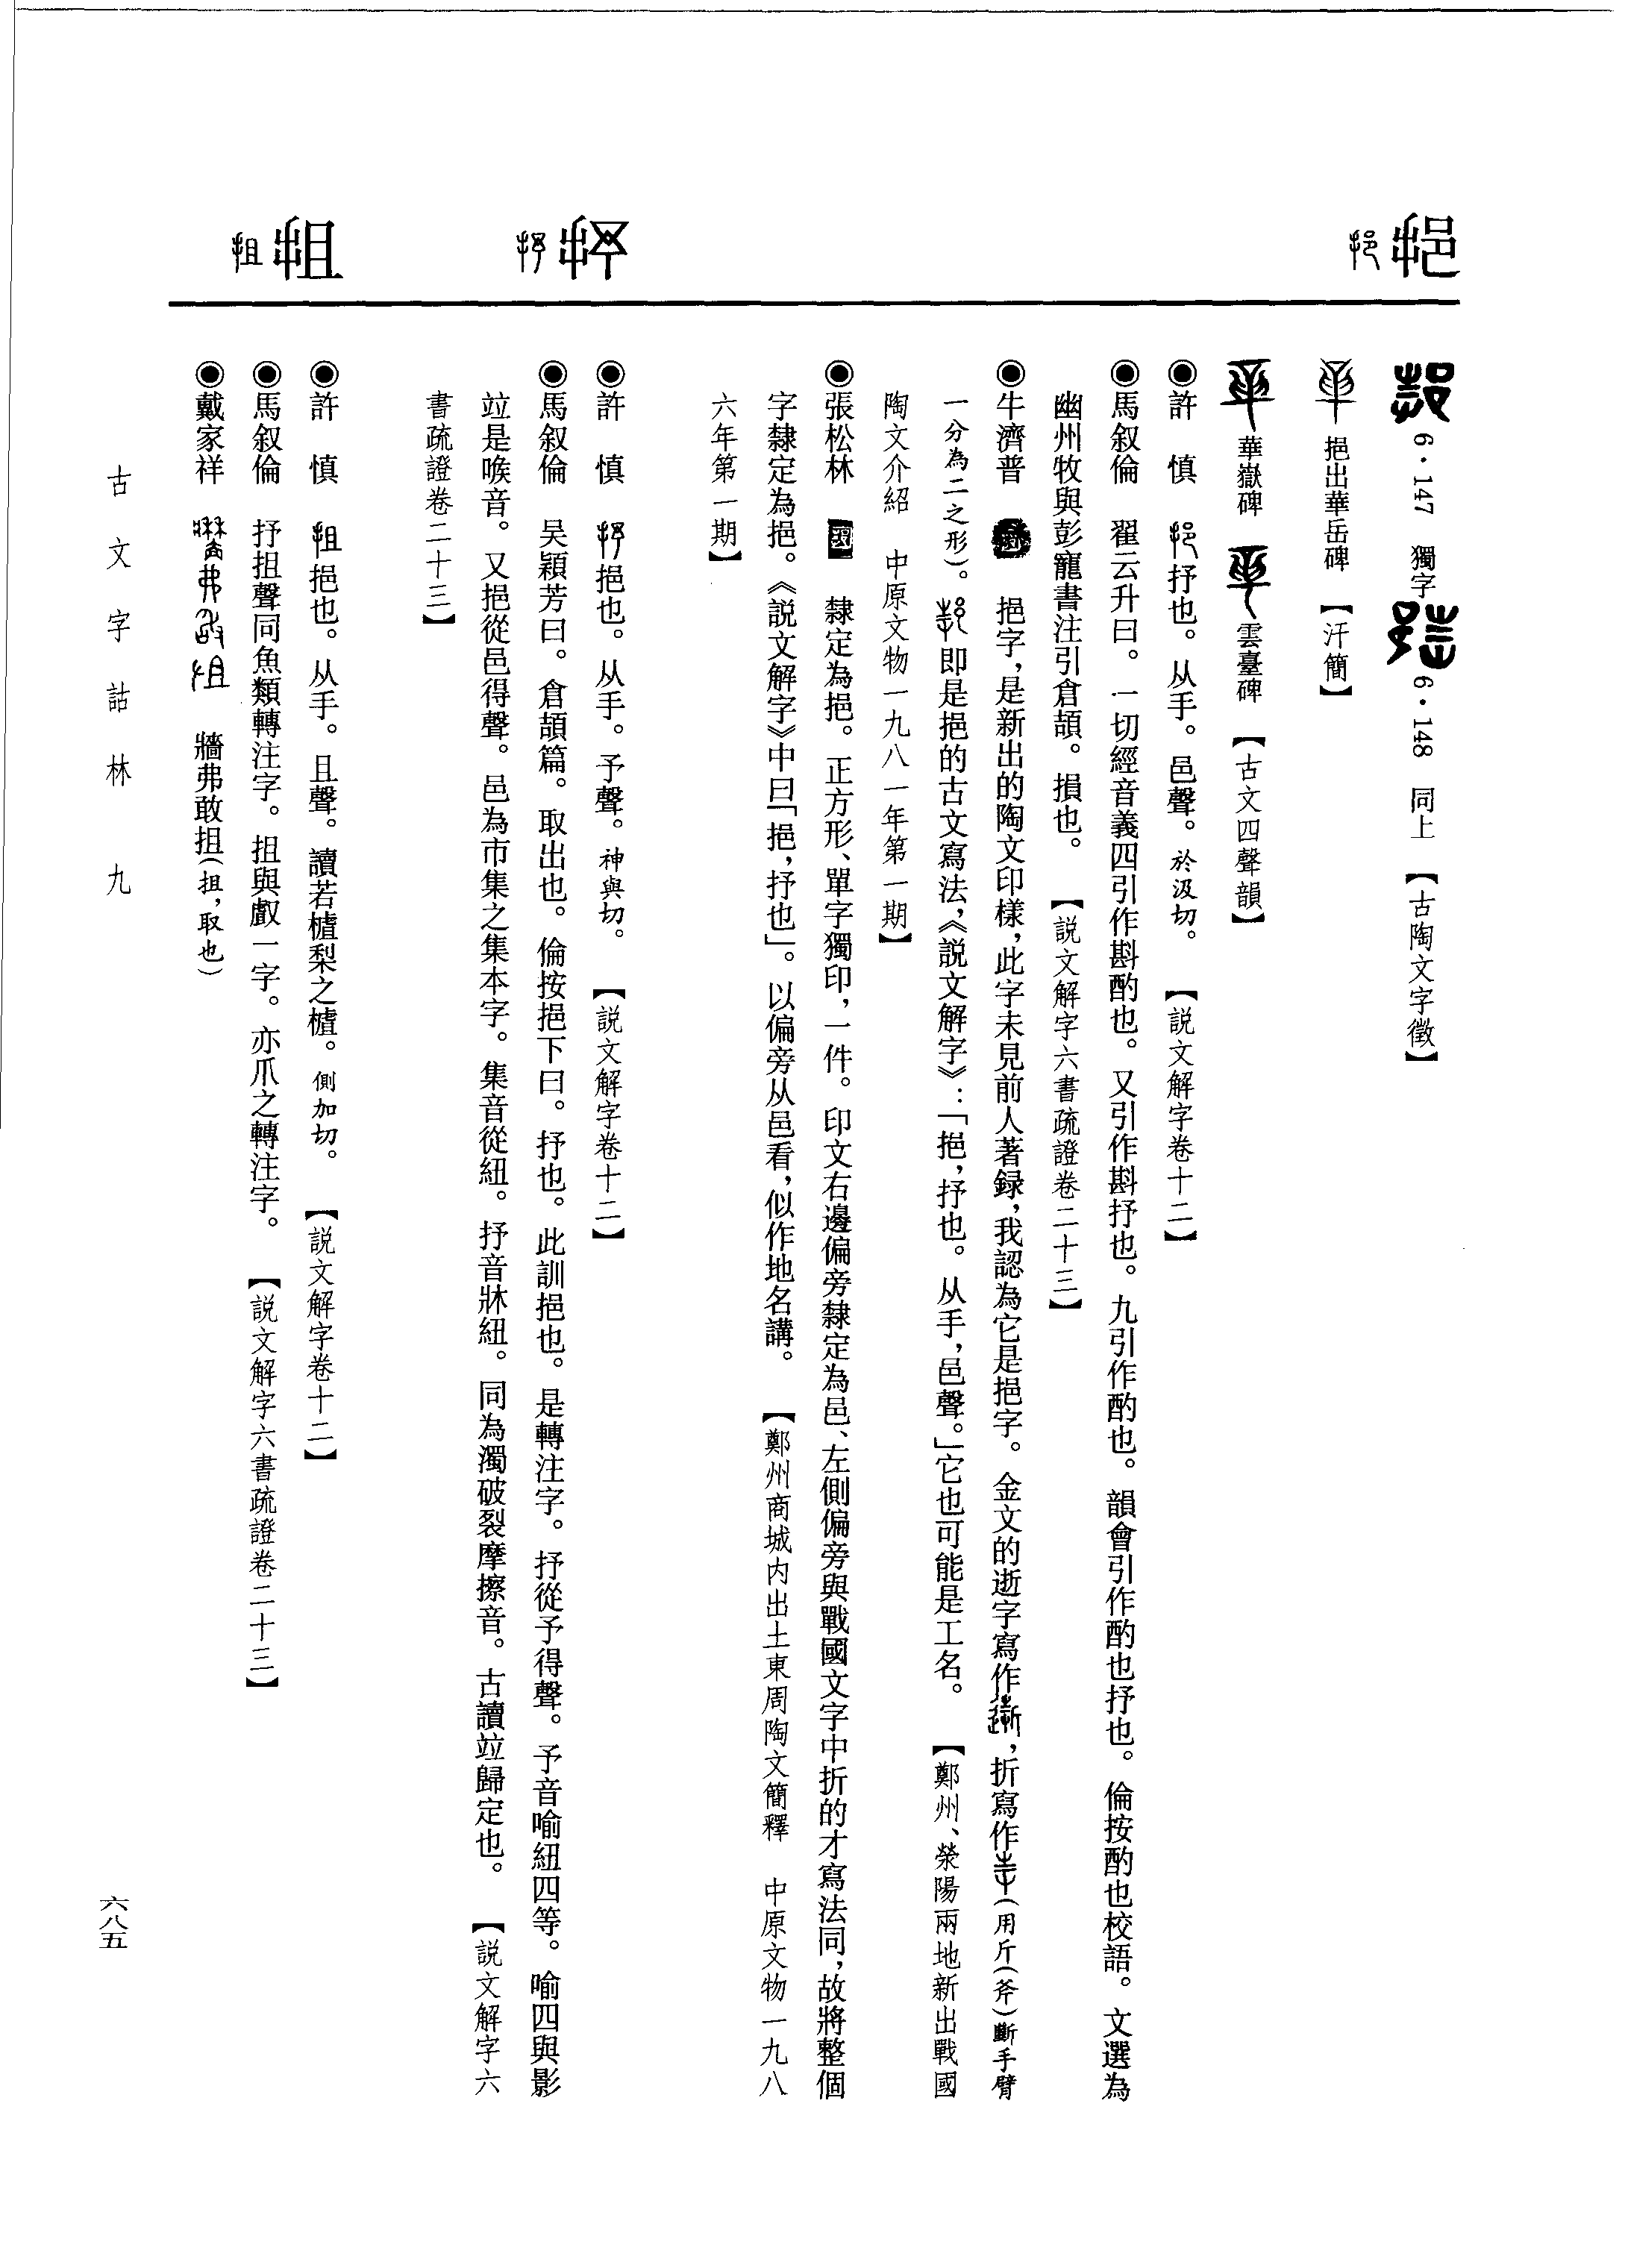 6·147 獨字 6·148 同上 【古陶文字徵】
挹出華岳碑 【汗簡】
華嶽碑 雲臺碑 【古文四聲韻】
◉許 慎 抒也。从手。邑聲。於汲切。 【説文解字卷十二】
◉馬叙倫 翟云升曰。一切經音義四引作斟酌也。又引作斟抒也。九引作酌也。韻會引作酌也抒也。倫按酌也校語。文選為
幽州牧與彭寵書注引倉頡。損也。 【説文解字六書疏證卷二十三】
◉牛濟普 挹字,是新出的陶文印樣,此字未見前人著録,我認為它是挹字。金文的逝字寫作,折寫作(用斤(斧)斷手臂
一分為二之形)。即是挹的古文寫法,《説文解字》:「挹,抒也。从手,邑聲。」它也可能是工名。 【鄭州、滎陽兩地新出戰國
陶文介紹 中原文物一九八一年第一期】
◉張松林 隸定為挹。正方形、單字獨印,一件。印文右邊偏旁隸定為邑、左側偏旁與戰國文字中折的才寫法同,故將整個
字隸定為挹。《説文解字》中曰「挹,抒也」。以偏旁从邑看,似作地名講。 【鄭州商城内出土東周陶文簡釋 中原文物一九八
六年第一期】
◉許 慎 挹也。从手。予聲。神與切。 【説文解字卷十二】
◉馬叙倫 吴穎芳曰。倉頡篇。取出也。倫按挹下曰。抒也。此訓挹也。是轉注字。抒從予得聲。予音喻紐四等。喻四與影
竝是喉音。又挹從邑得聲。邑為市集之集本字。集音從紐。抒音牀紐。同為濁破裂摩擦音。古讀竝歸定也。 【説文解字六
書疏證卷二十三】
◉許 慎 挹也。从手。且聲。讀若樝梨之樝。側加切。 【説文解字卷十二】
◉馬叙倫 抒抯聲同魚類轉注字。抯與叡一字。亦爪之轉注字。 【説文解字六書疏證卷二十三】
◉戴家祥 牆弗敢抯(抯,取也)
古文字詁林 九
六八五